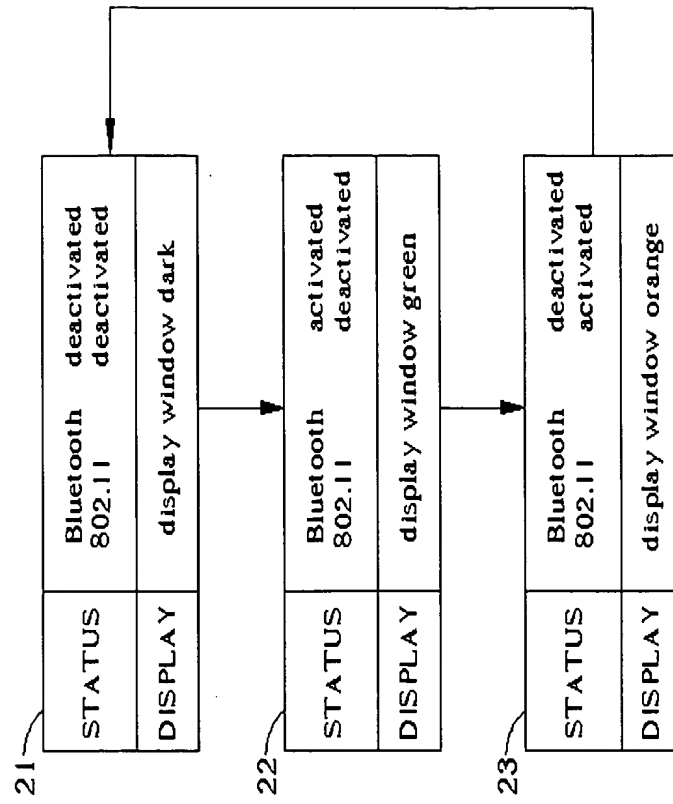 21
STATUS Bluetooth deactivated
802.11 deactivated
DISPLAY display window dark
22
STATUS Bluetooth activated
802.11 deactivated
DISPLAY display window green
23
STATUS Bluetooth deactivated
802.11 activated
DISPLAY display window orange